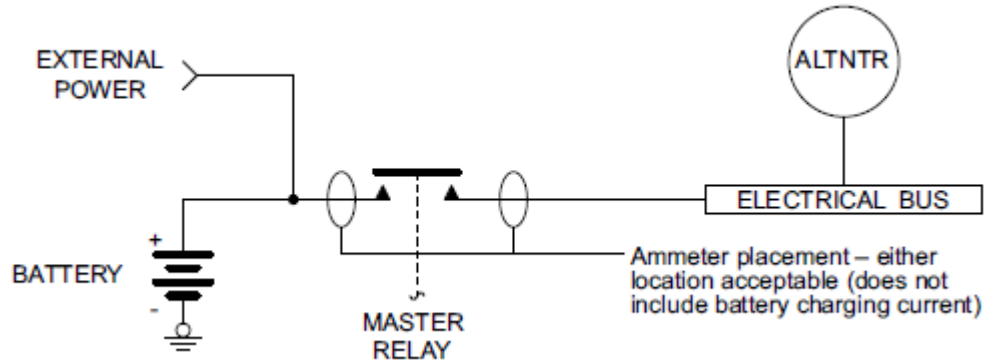 EXTERNAL
POWER
ALTNTR
ELECTRICAL BUS
+
BATTERY
-
Ammeter placement – either
location acceptable (does not
include battery charging current)
MASTER
RELAY